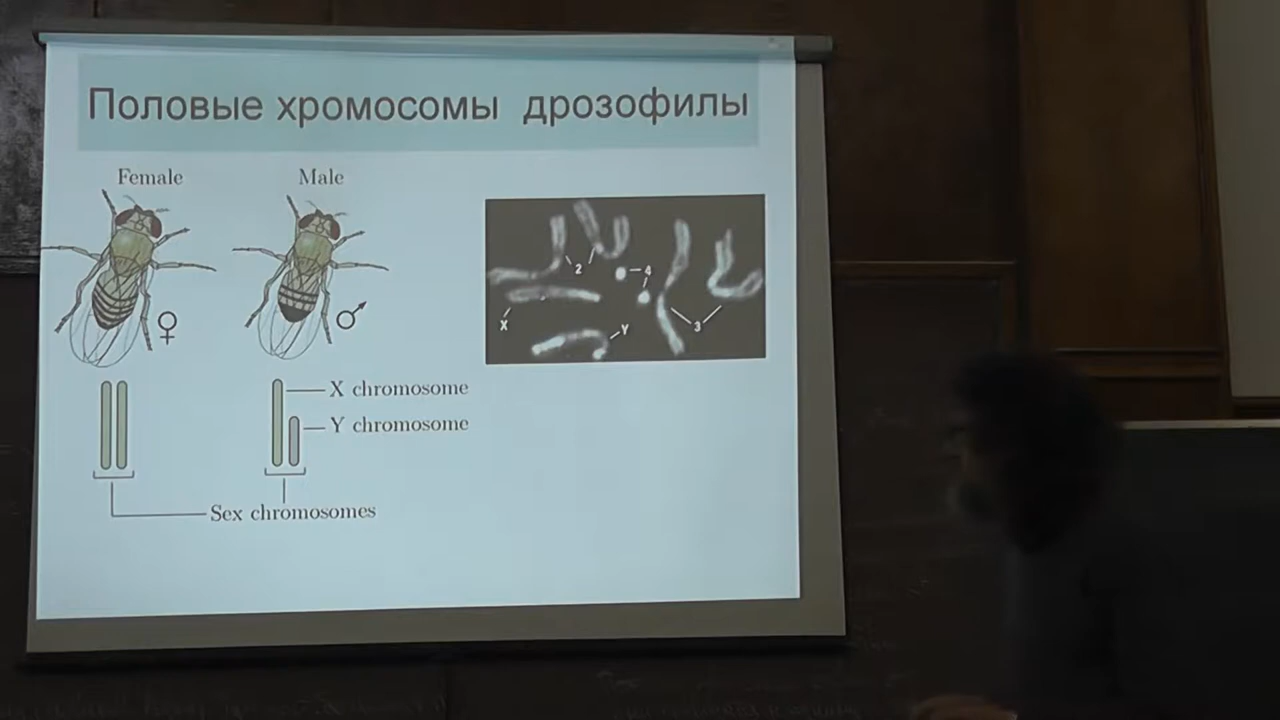 Половые хромосомы дрозофилы
Female
Male
2
4
X
Y
3
X chromosome
Y chromosome
Sex chromosomes